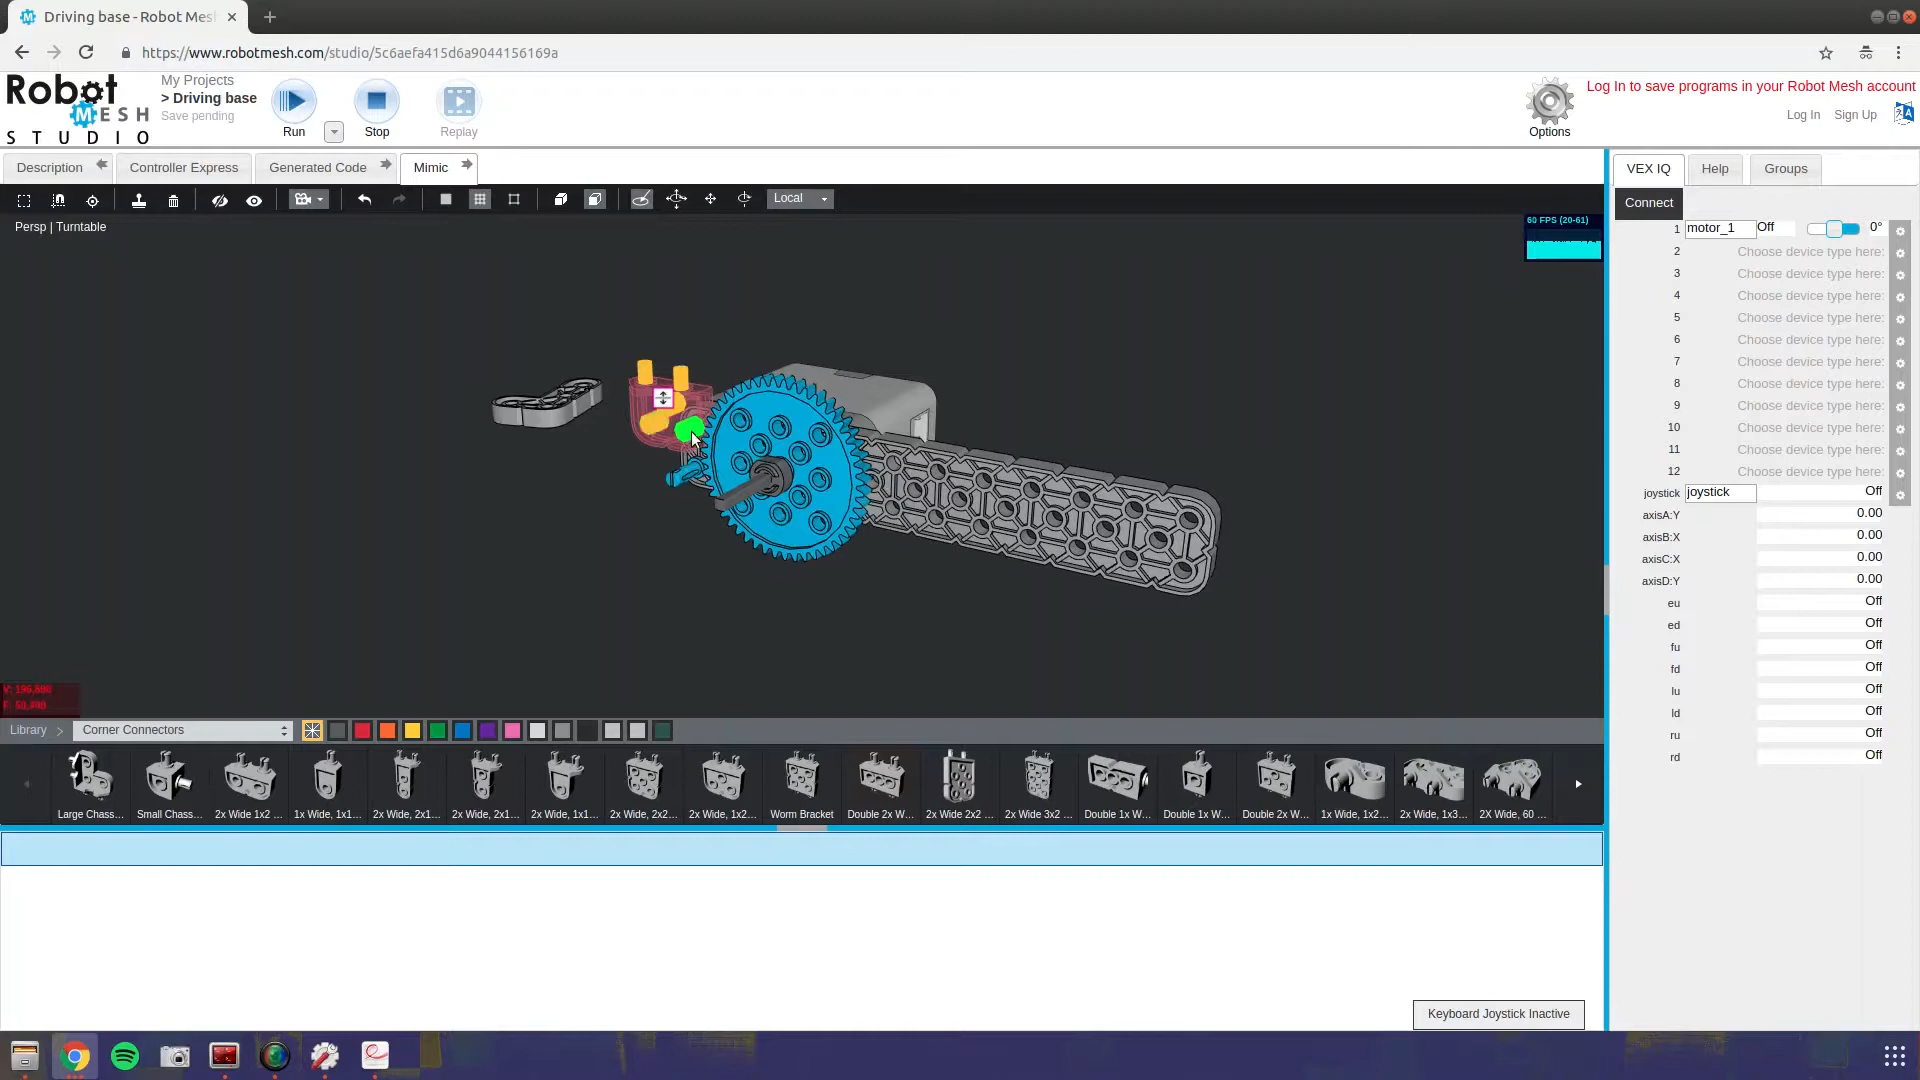 Driving base - Robot Mes
https://www.robotmesh.com/studio/5c6aefa415d6a9044156169a
Robot
MESH
STUDIO
My Projects
> Driving base
Save pending
Run
Stop
Replay
Options
Log In to save programs in your Robot Mesh account
Log In
Sign Up
Description
Controller Express
Generated Code
Mimic
Local
Persp | Turntable
60 FPS (20-61)
VEX IQ
Help
Groups
Connect
1 motor_1 Off 0°
2 Choose device type here:
3 Choose device type here:
4 Choose device type here:
5 Choose device type here:
6 Choose device type here:
7 Choose device type here:
8 Choose device type here:
9 Choose device type here:
10 Choose device type here:
11 Choose device type here:
12 Choose device type here:
joystick joystick Off
axisA:Y 0.00
axisB:X 0.00
axisC:X 0.00
axisD:Y 0.00
eu Off
ed Off
fu Off
fd Off
lu Off
ld Off
ru Off
rd Off
Library > Corner Connectors
Large Chass...
Small Chass...
2x Wide 1x2 ...
1x Wide, 1x1...
2x Wide, 2x1...
2x Wide, 2x1...
2x Wide, 1x1...
2x Wide, 2x2...
2x Wide, 1x2...
Worm Bracket
Double 2x W...
2x Wide 2x2 ...
2x Wide 3x2 ...
Double 1x W...
Double 1x W...
Double 2x W...
1x Wide, 1x2...
2x Wide, 1x3...
2X Wide, 60 ...
Keyboard Joystick Inactive